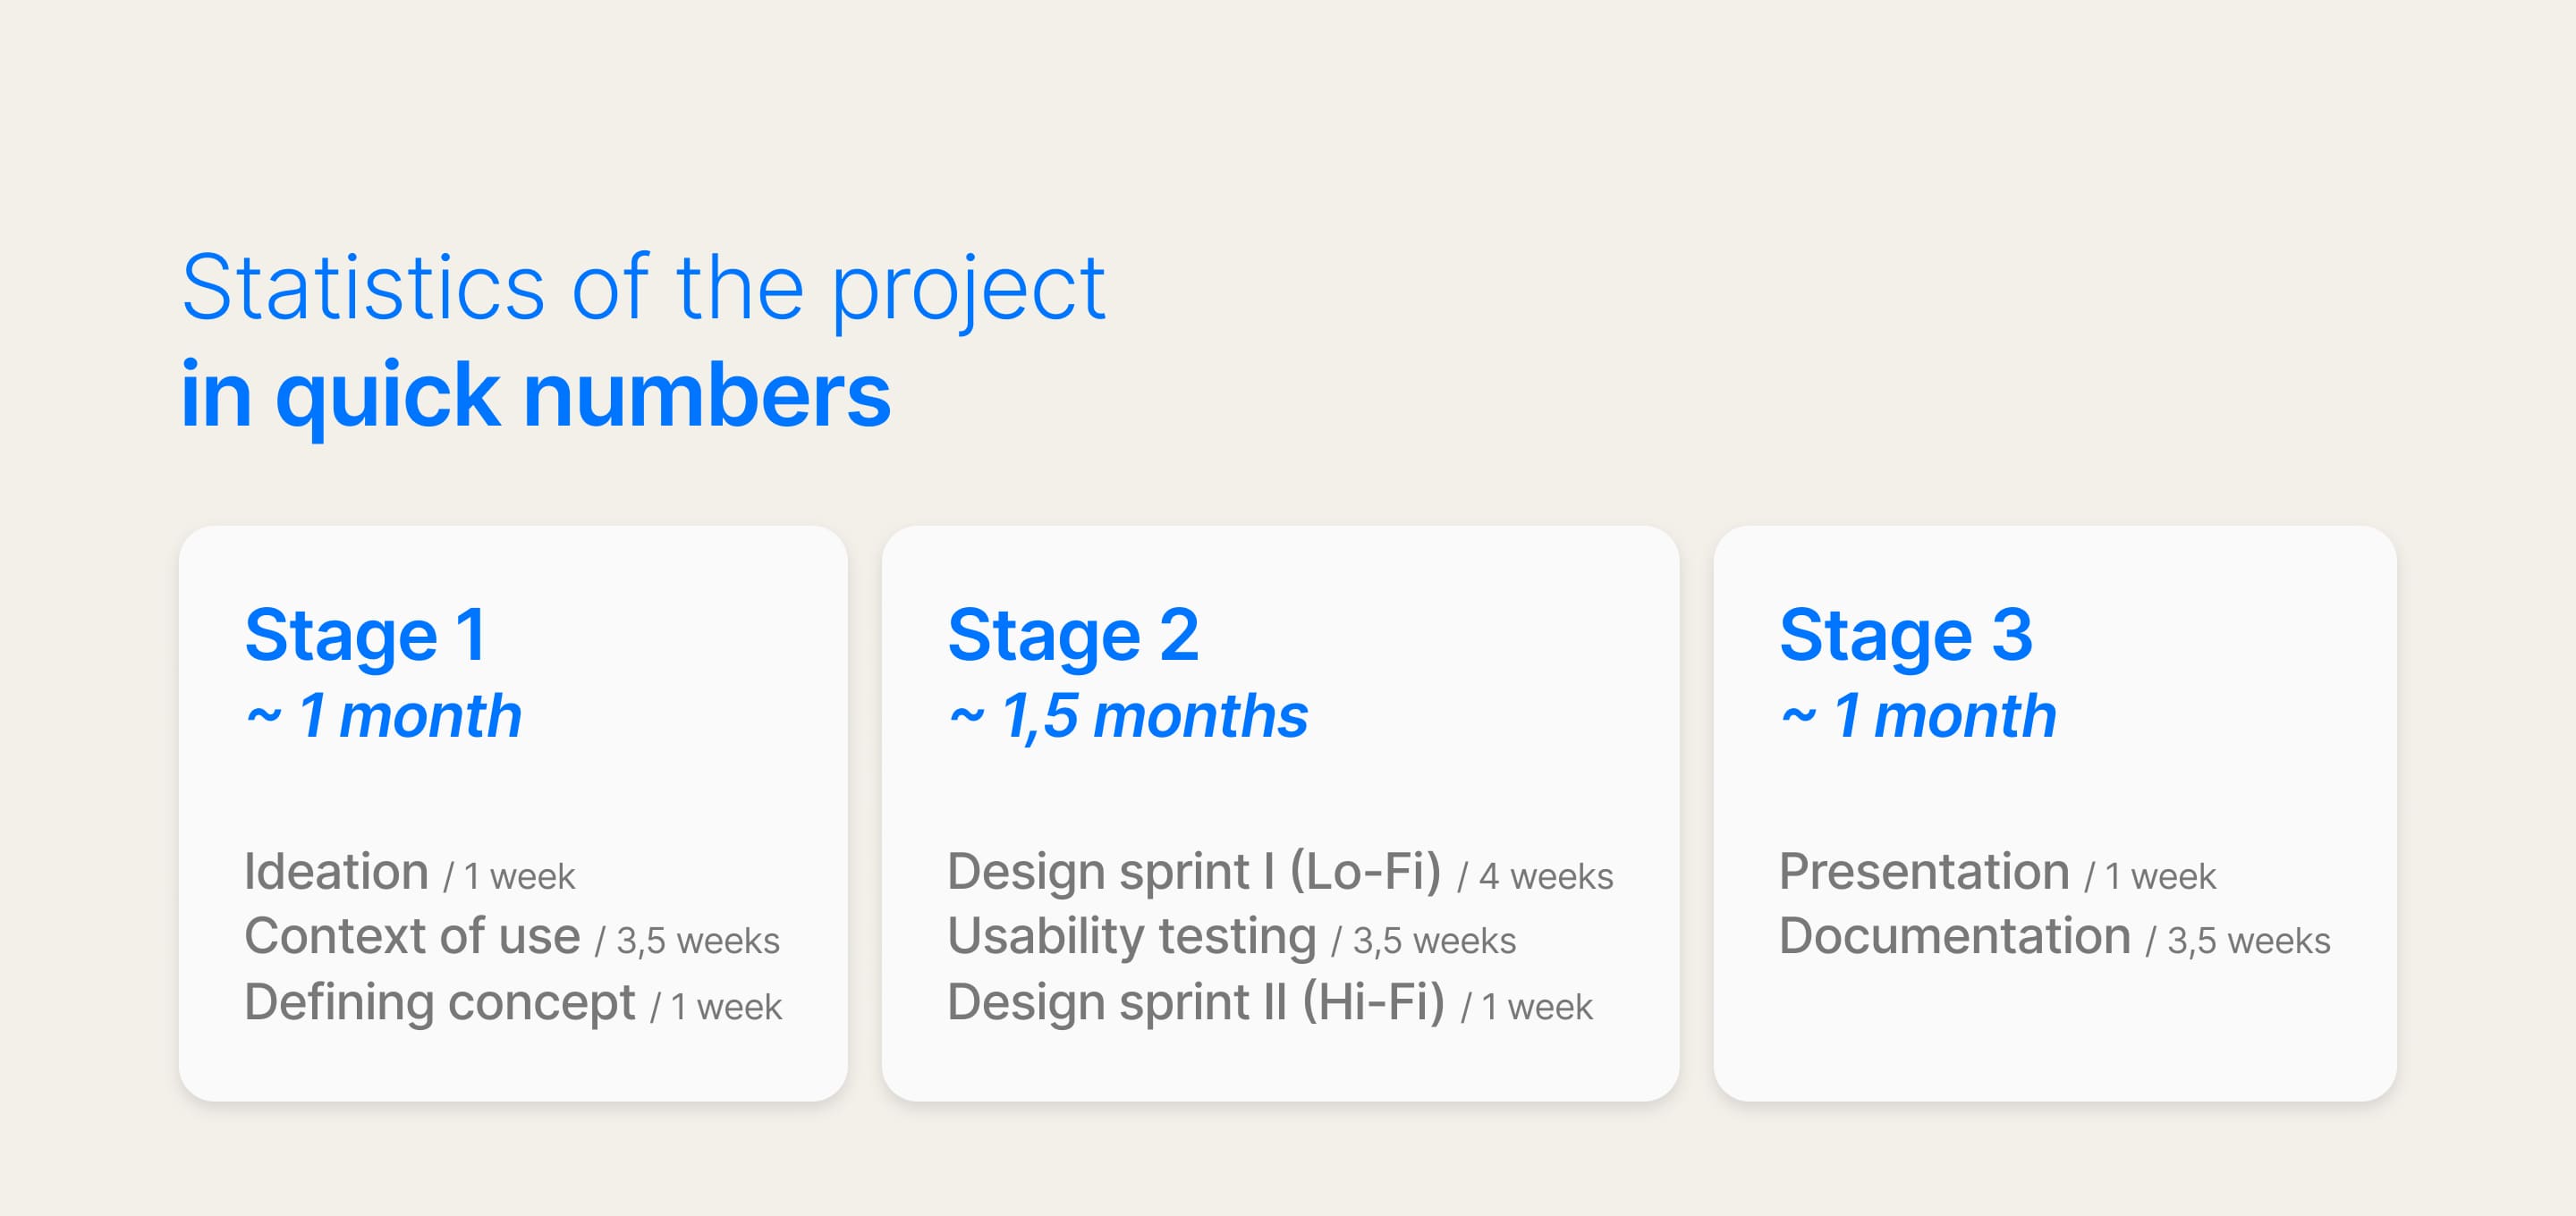 Statistics of the project
in quick numbers
Stage 1
~ 1 month
Ideation / 1 week
Context of use / 3,5 weeks
Defining concept / 1 week
Stage 2
~ 1,5 months
Design sprint I (Lo-Fi) / 4 weeks
Usability testing / 3,5 weeks
Design sprint II (Hi-Fi) / 1 week
Stage 3
~ 1 month
Presentation / 1 week
Documentation / 3,5 weeks